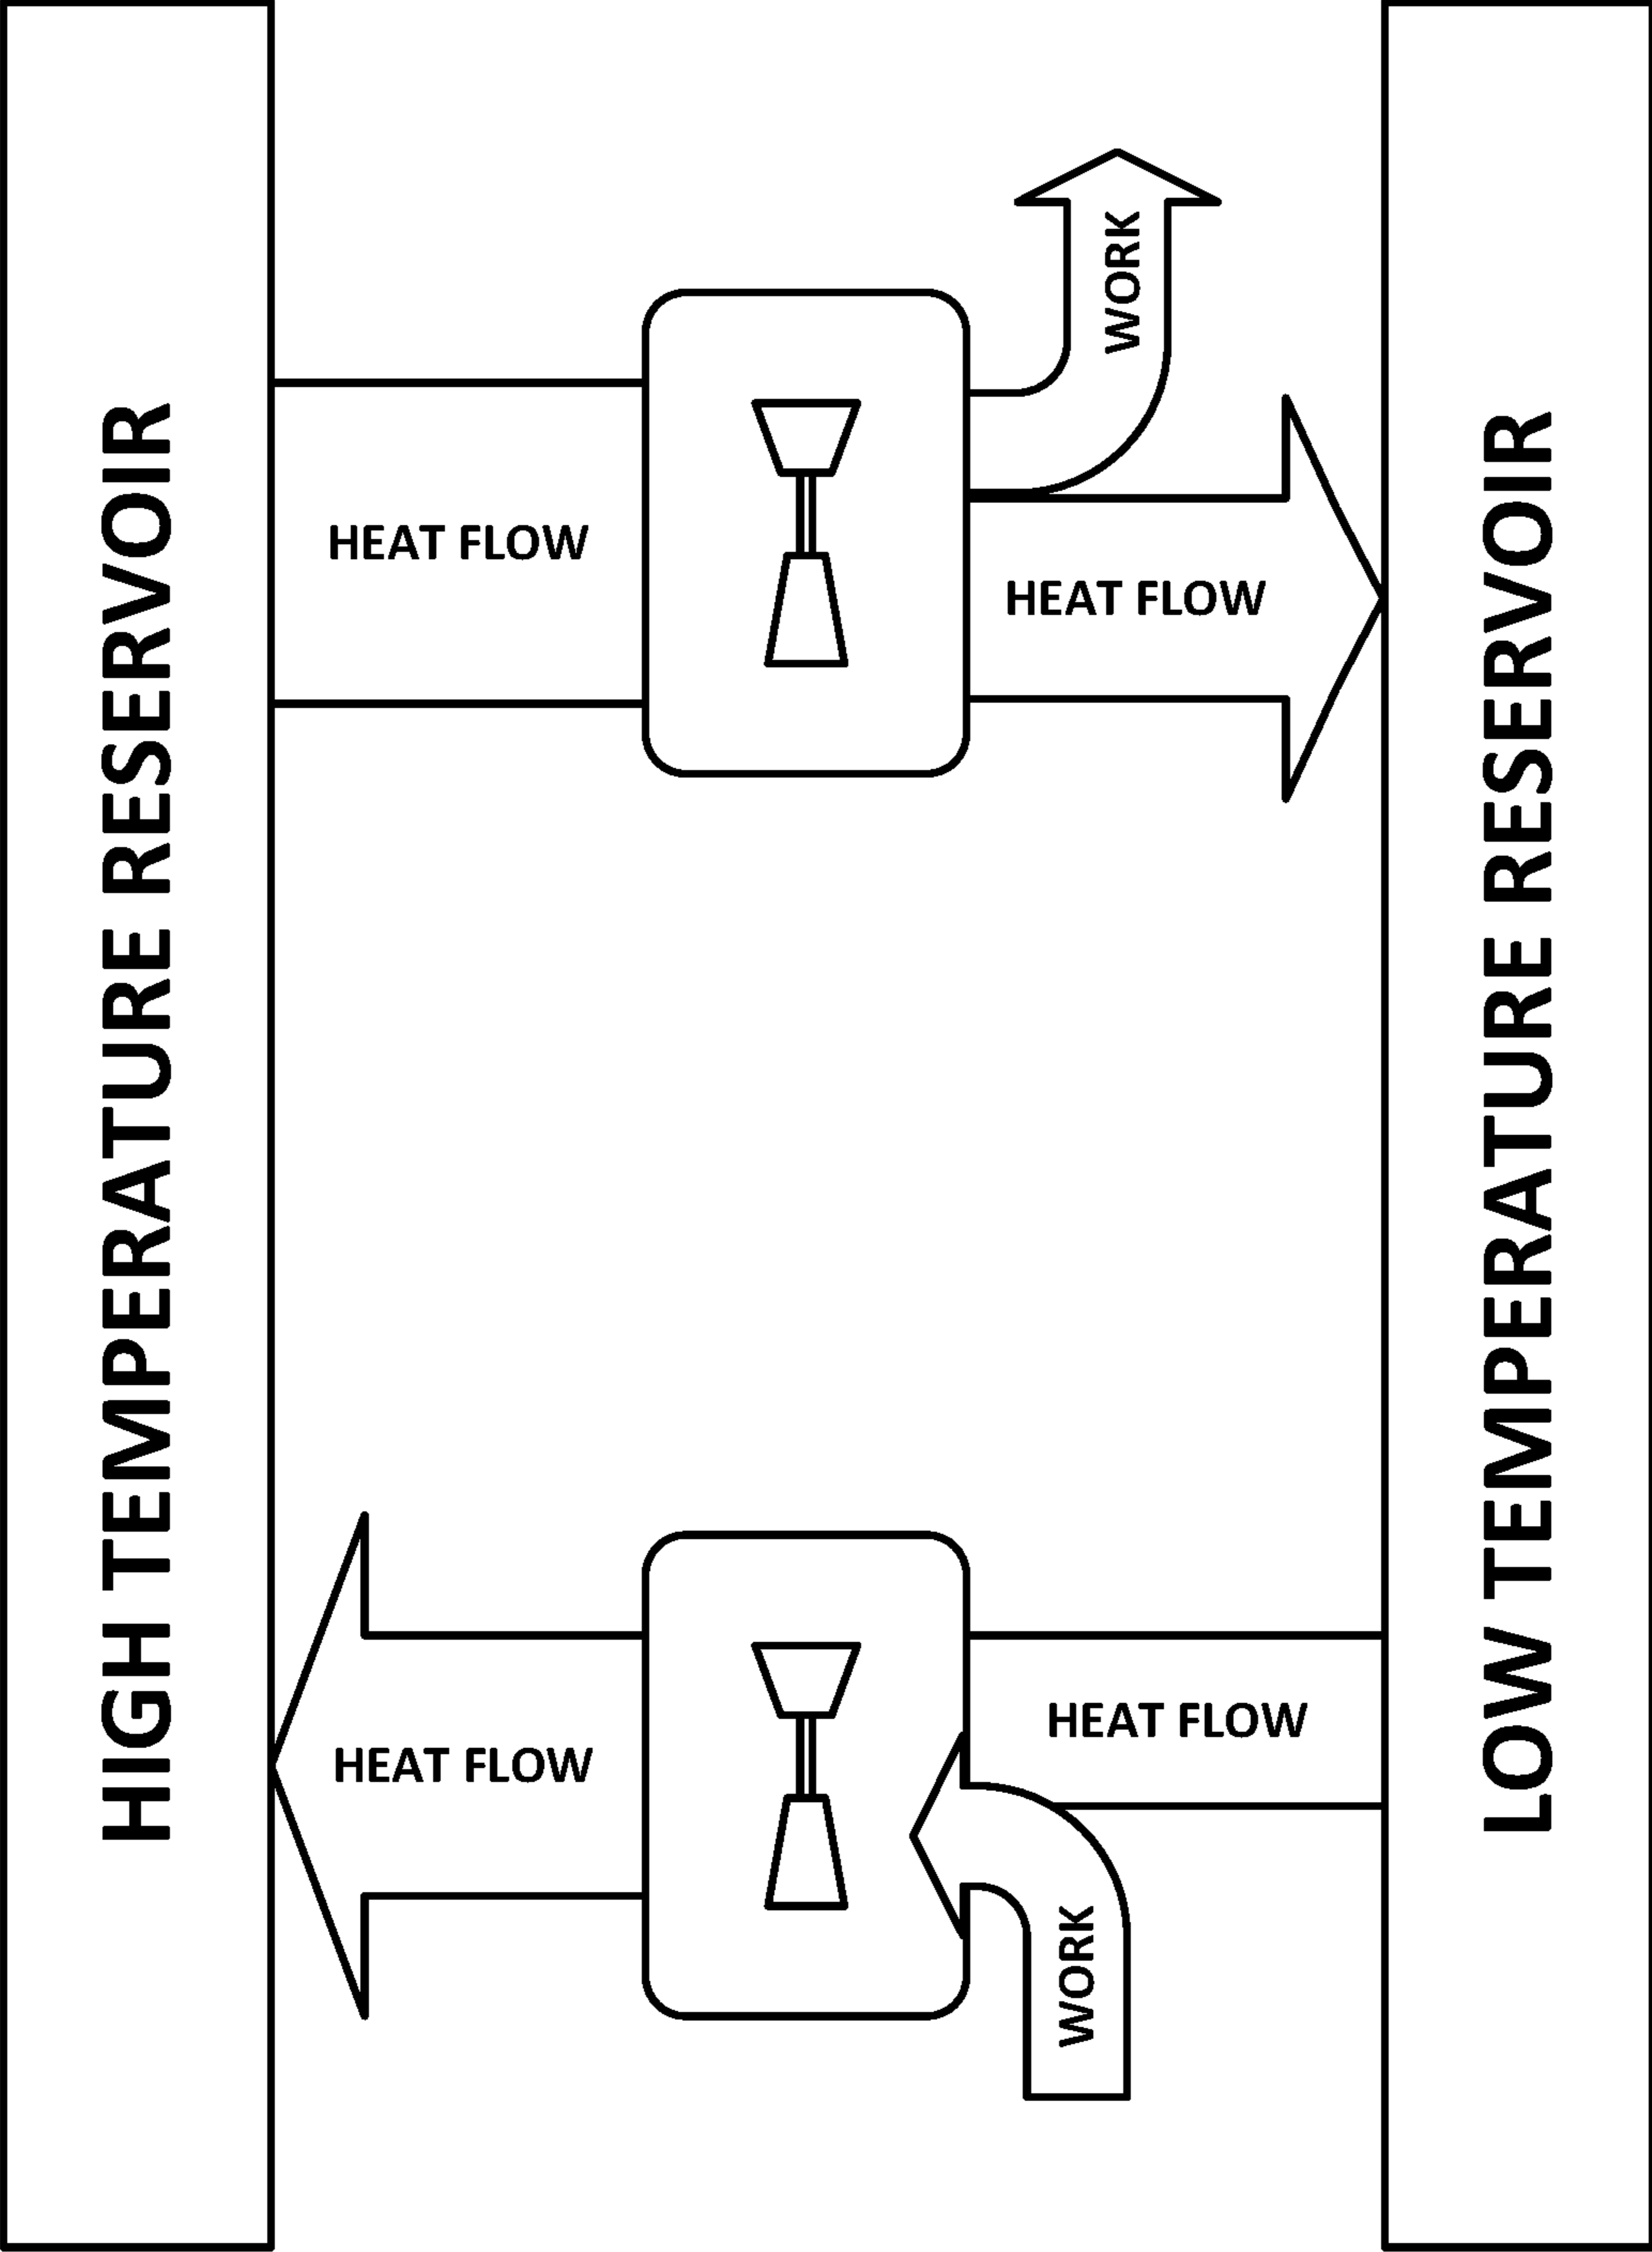 HIGH TEMPERATURE RESERVOIR
HEAT FLOW
WORK
HEAT FLOW
HEAT FLOW
HEAT FLOW
WORK
LOW TEMPERATURE RESERVOIR